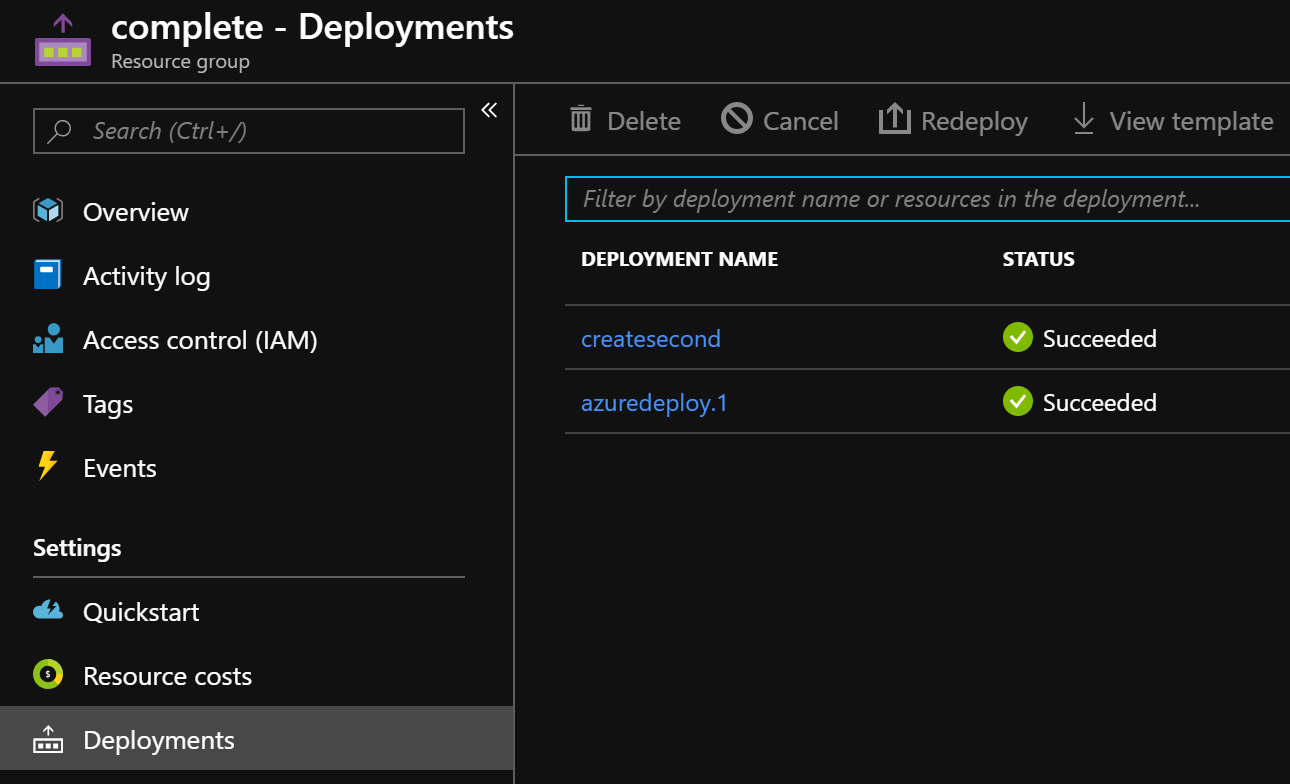 complete - Deployments
Resource group
Search (Ctrl+/)
Overview
Activity log
Access control (IAM)
Tags
Events
Settings
Quickstart
$
Resource costs
Deployments
Delete
Cancel
Redeploy
View template
Filter by deployment name or resources in the deployment...
DEPLOYMENT NAME STATUS
createsecond Succeeded
azuredeploy.1 Succeeded